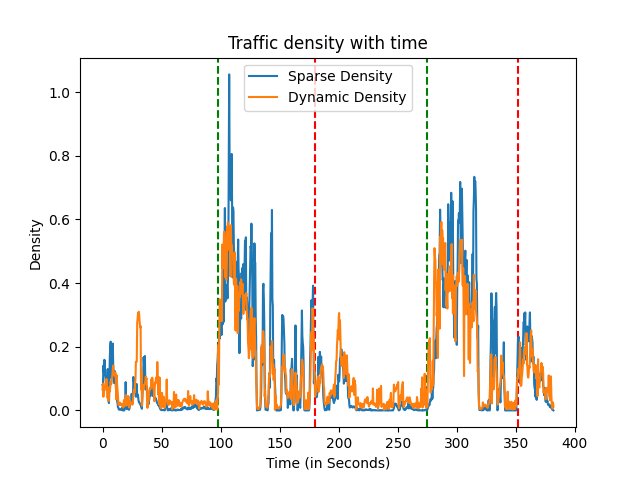 Traffic density with time
Sparse Density
Dynamic Density
Density
1.0
0.8
0.6
0.4
0.2
0.0
0 50 100 150 200 250 300 350 400
Time (in Seconds)